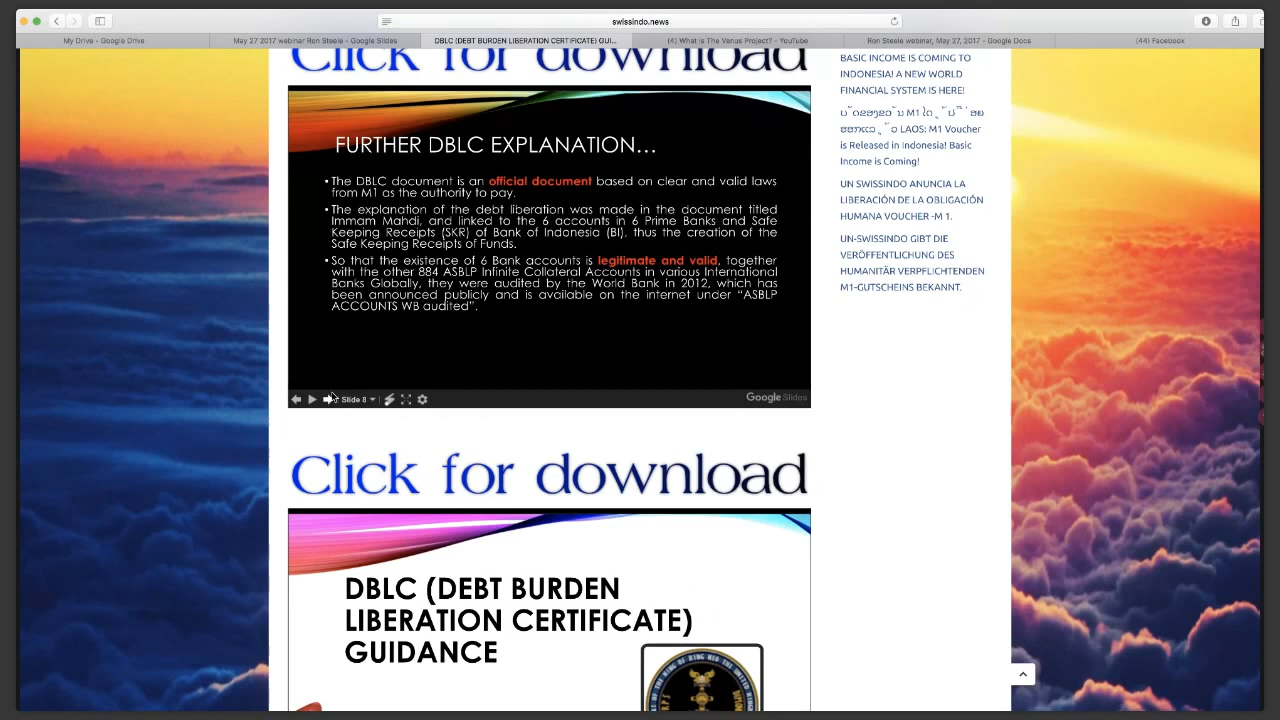 swissindo.news
My Drive - Google Drive
May 27 2017 webinar Ron Steele - Google Slides
DBLC (DEBT BURDEN LIBERATION CERTIFICATE) GUI...
(4) What is The Venus Project? - YouTube
Ron Steele webinar, May 27, 2017 - Google Docs
(44) Facebook
Click for download
FURTHER DBLC EXPLANATION...
▪ The DBLC document is an official document based on clear and valid laws
from M1 as the authority to pay.
▪ The explanation of the debt liberation was made in the document titled
Imam Mahdi, and linked to the 6 accounts in 6 Prime Banks and Safe
Keeping Receipts (SKR) of Bank of Indonesia (BI), thus the creation of the
Safe Keeping Receipts of Funds.
▪ So that the existence of 6 Bank accounts is legitimate and valid, together
with the other 884 ASBLP Infinite Collateral Accounts in various International
Banks Globally, they were audited by the World Bank in 2012, which has
been announced publicly and is available on the internet under "ASBLP
ACCOUNTS WB audited".
Slide 8
Google Slides
Click for download
DBLC (DEBT BURDEN
LIBERATION CERTIFICATE)
GUIDANCE
BASIC INCOME IS COMING TO
INDONESIA! A NEW WORLD
FINANCIAL SYSTEM IS HERE!
M1
LAOS: M1 Voucher
is Released in Indonesia! Basic
Income is Coming!
UN SWISSINDO ANUNCIA LA
LIBERACIÓN DE LA OBLIGACIÓN
HUMANA VOUCHER -M 1.
UN-SWISSINDO GIBT DIE
VERÖFFENTLICHUNG DES
HUMANITÄR VERPFLICHTENDEN
M1-GUTSCHEINS BEKANNT.